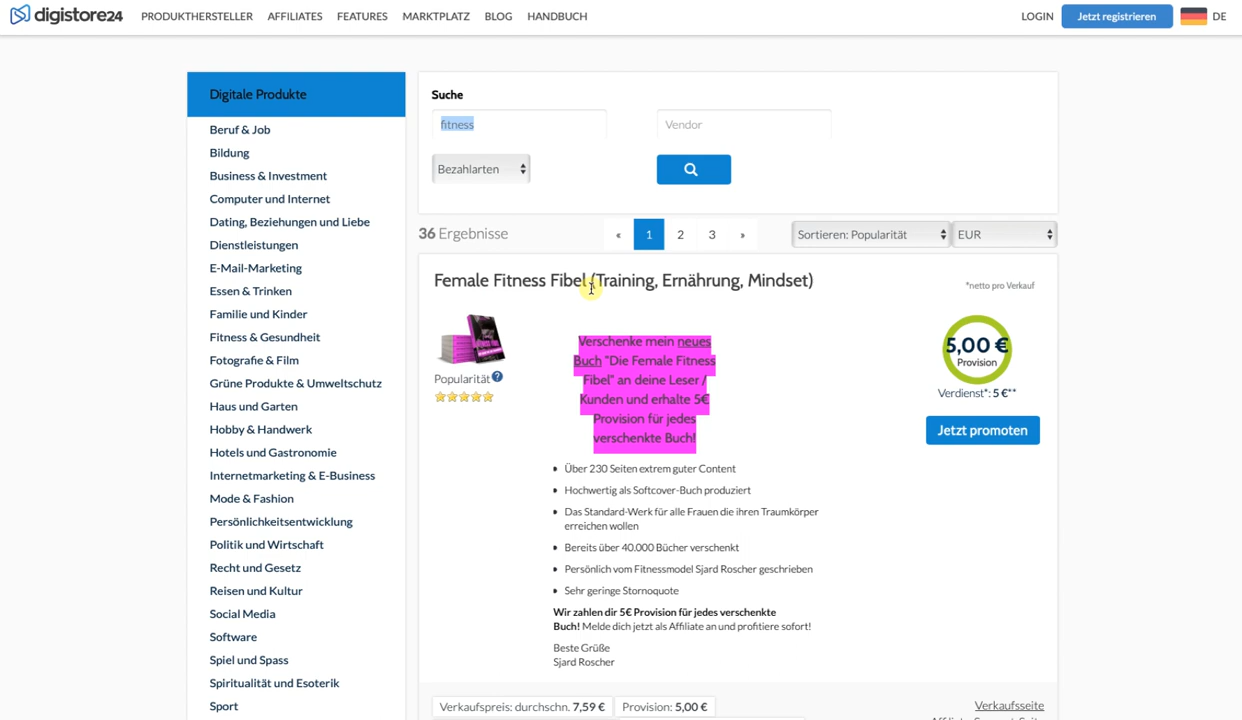 digistore24 PRODUKTHERSTELLER AFFILIATES FEATURES MARKTPLATZ BLOG HANDBUCH LOGIN Jetzt registrieren DE
Digitale Produkte
Beruf & Job
Bildung
Business & Investment
Computer und Internet
Dating, Beziehungen und Liebe
Dienstleistungen
E-Mail-Marketing
Essen & Trinken
Familie und Kinder
Fitness & Gesundheit
Fotografie & Film
Grüne Produkte & Umweltschutz
Haus und Garten
Hobby & Handwerk
Hotels und Gastronomie
Internetmarketing & E-Business
Mode & Fashion
Persönlichkeitsentwicklung
Politik und Wirtschaft
Recht und Gesetz
Reisen und Kultur
Social Media
Software
Spiel und Spass
Spiritualität und Esoterik
Sport
Suche
fitness Vendor
Bezahlarten
36 Ergebnisse « 1 2 3 » Sortieren: Popularität EUR
Female Fitness Fibel (Training, Ernährung, Mindset)
*netto pro Verkauf
Popularität ?
Verschenke mein neues
Buch "Die Female Fitness
Fibel" an deine Leser /
Kunden und erhalte 5€
Provision für jedes
verschenkte Buch!
5,00 €
Provision
Verdienst*: 5 €**
Jetzt promoten
Über 230 Seiten extrem guter Content
Hochwertig als Softcover-Buch produziert
Das Standard-Werk für alle Frauen die ihren Traumkörper
erreichen wollen
Bereits über 40.000 Bücher verschenkt
Persönlich vom Fitnessmodel Sjard Roscher geschrieben
Sehr geringe Stornoquote
Wir zahlen dir 5€ Provision für jedes verschenkte
Buch! Melde dich jetzt als Affiliate an und profitiere sofort!
Beste Grüße
Sjard Roscher
Verkaufspreis: durchschn. 7,59 € Provision: 5,00 € Verkaufsseite